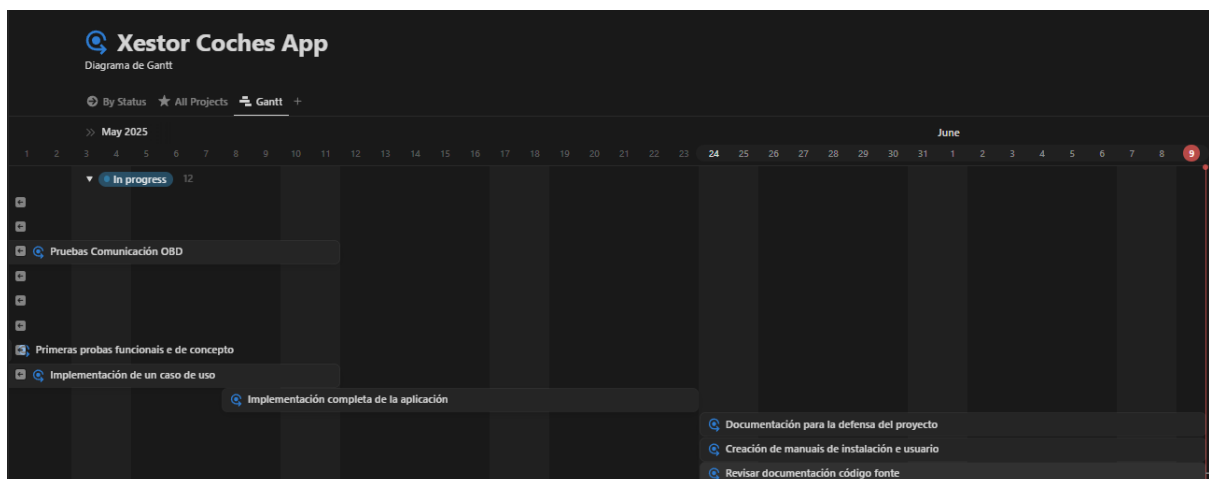 Xestor Coches App
Diagrama de Gantt
By Status All Projects Gantt +
May 2025 June
1 2 3 4 5 6 7 8 9 10 11 12 13 14 15 16 17 18 19 20 21 22 23 24 25 26 27 28 29 30 31 1 2 3 4 5 6 7 8 9
In progress 12
Pruebas Comunicación OBD
Primeras probas funcionais e de concepto
Implementación de un caso de uso
Implementación completa de la aplicación
Documentación para la defensa del proyecto
Creación de manuais de instalación e usuario
Revisar documentación código fonte